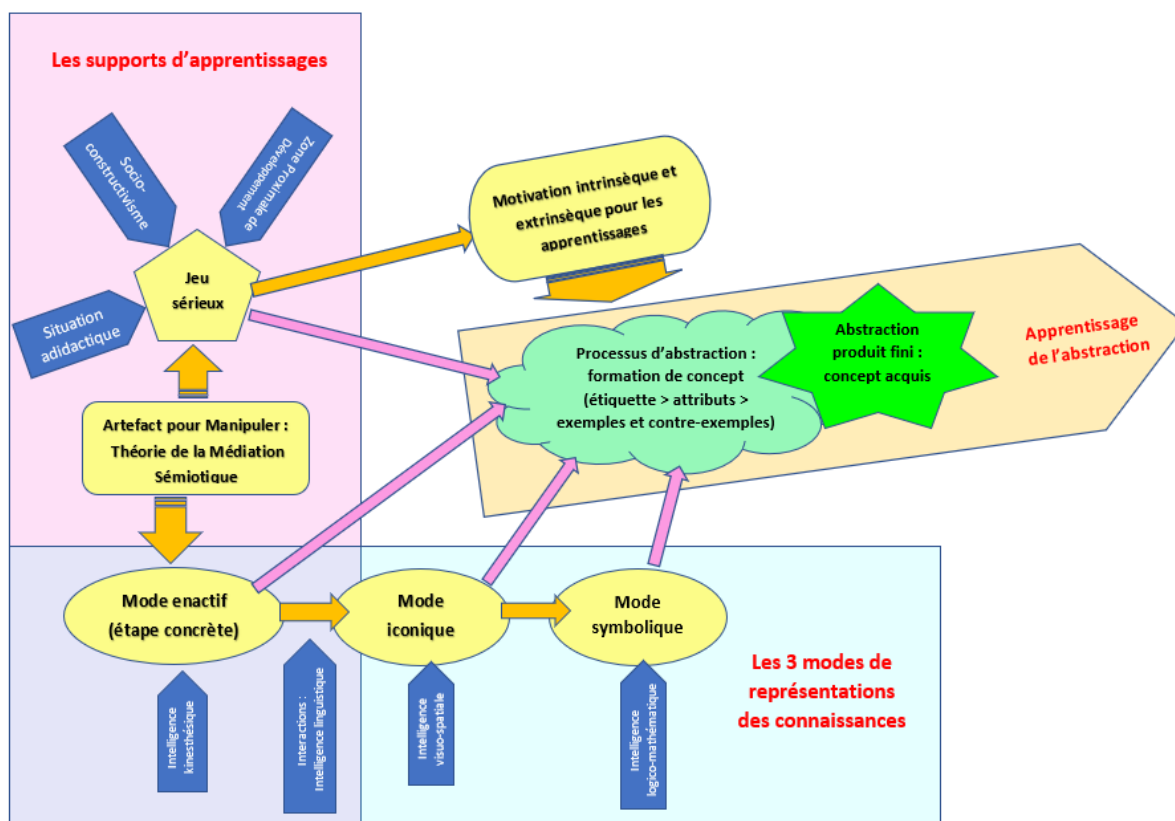 Les supports d’apprentissages
Socio-
constructivisme
Zone Proximale de
Développement
Jeu
sérieux
Situation
adidactique
Motivation intrinsèque et
extrinsèque pour les
apprentissages
Artefact pour Manipuler :
Théorie de la Médiation
Sémiotique
Processus d’abstraction :
formation de concept
(étiquette > attributs >
exemples et contre-exemples)
Abstraction
produit fini :
concept acquis
Apprentissage
de l’abstraction
Mode enactif
(étape concrète)
Mode
iconique
Mode
symbolique
Intelligence
kinesthésique
Interactions :
Intelligence linguistique
Intelligence
visuo-spatiale
Intelligence
logico-mathématique
Les 3 modes de
représentations
des connaissances